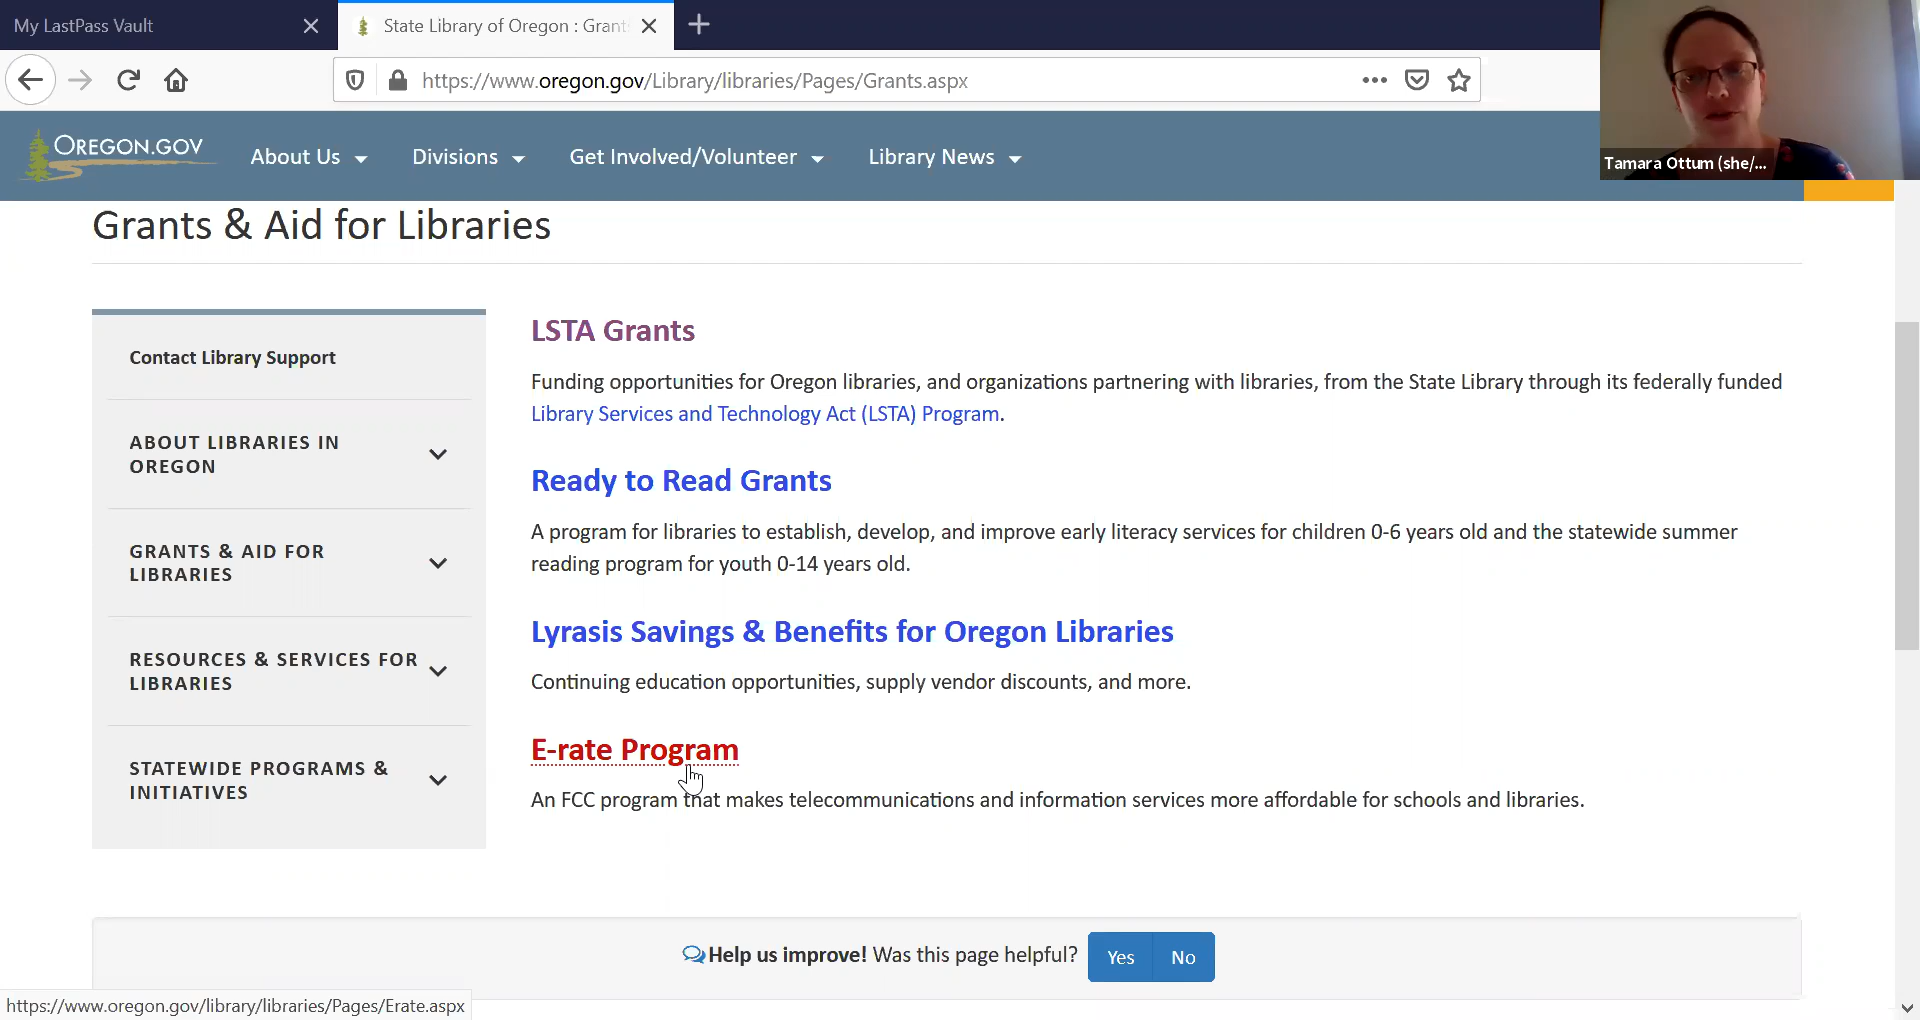 My LastPass Vault
State Library of Oregon : Grant
https://www.oregon.gov/Library/libraries/Pages/Grants.aspx
Tamara Ottum (she/...
OREGON.GOV
About Us
Divisions
Get Involved/Volunteer
Library News
Grants & Aid for Libraries
Contact Library Support
ABOUT LIBRARIES IN
OREGON
GRANTS & AID FOR
LIBRARIES
RESOURCES & SERVICES FOR
LIBRARIES
STATEWIDE PROGRAMS &
INITIATIVES
LSTA Grants
Funding opportunities for Oregon libraries, and organizations partnering with libraries, from the State Library through its federally funded
Library Services and Technology Act (LSTA) Program.
Ready to Read Grants
A program for libraries to establish, develop, and improve early literacy services for children 0-6 years old and the statewide summer
reading program for youth 0-14 years old.
Lyrasis Savings & Benefits for Oregon Libraries
Continuing education opportunities, supply vendor discounts, and more.
E-rate Program
An FCC program that makes telecommunications and information services more affordable for schools and libraries.
Help us improve! Was this page helpful?
Yes
No
https://www.oregon.gov/library/libraries/Pages/Erate.aspx